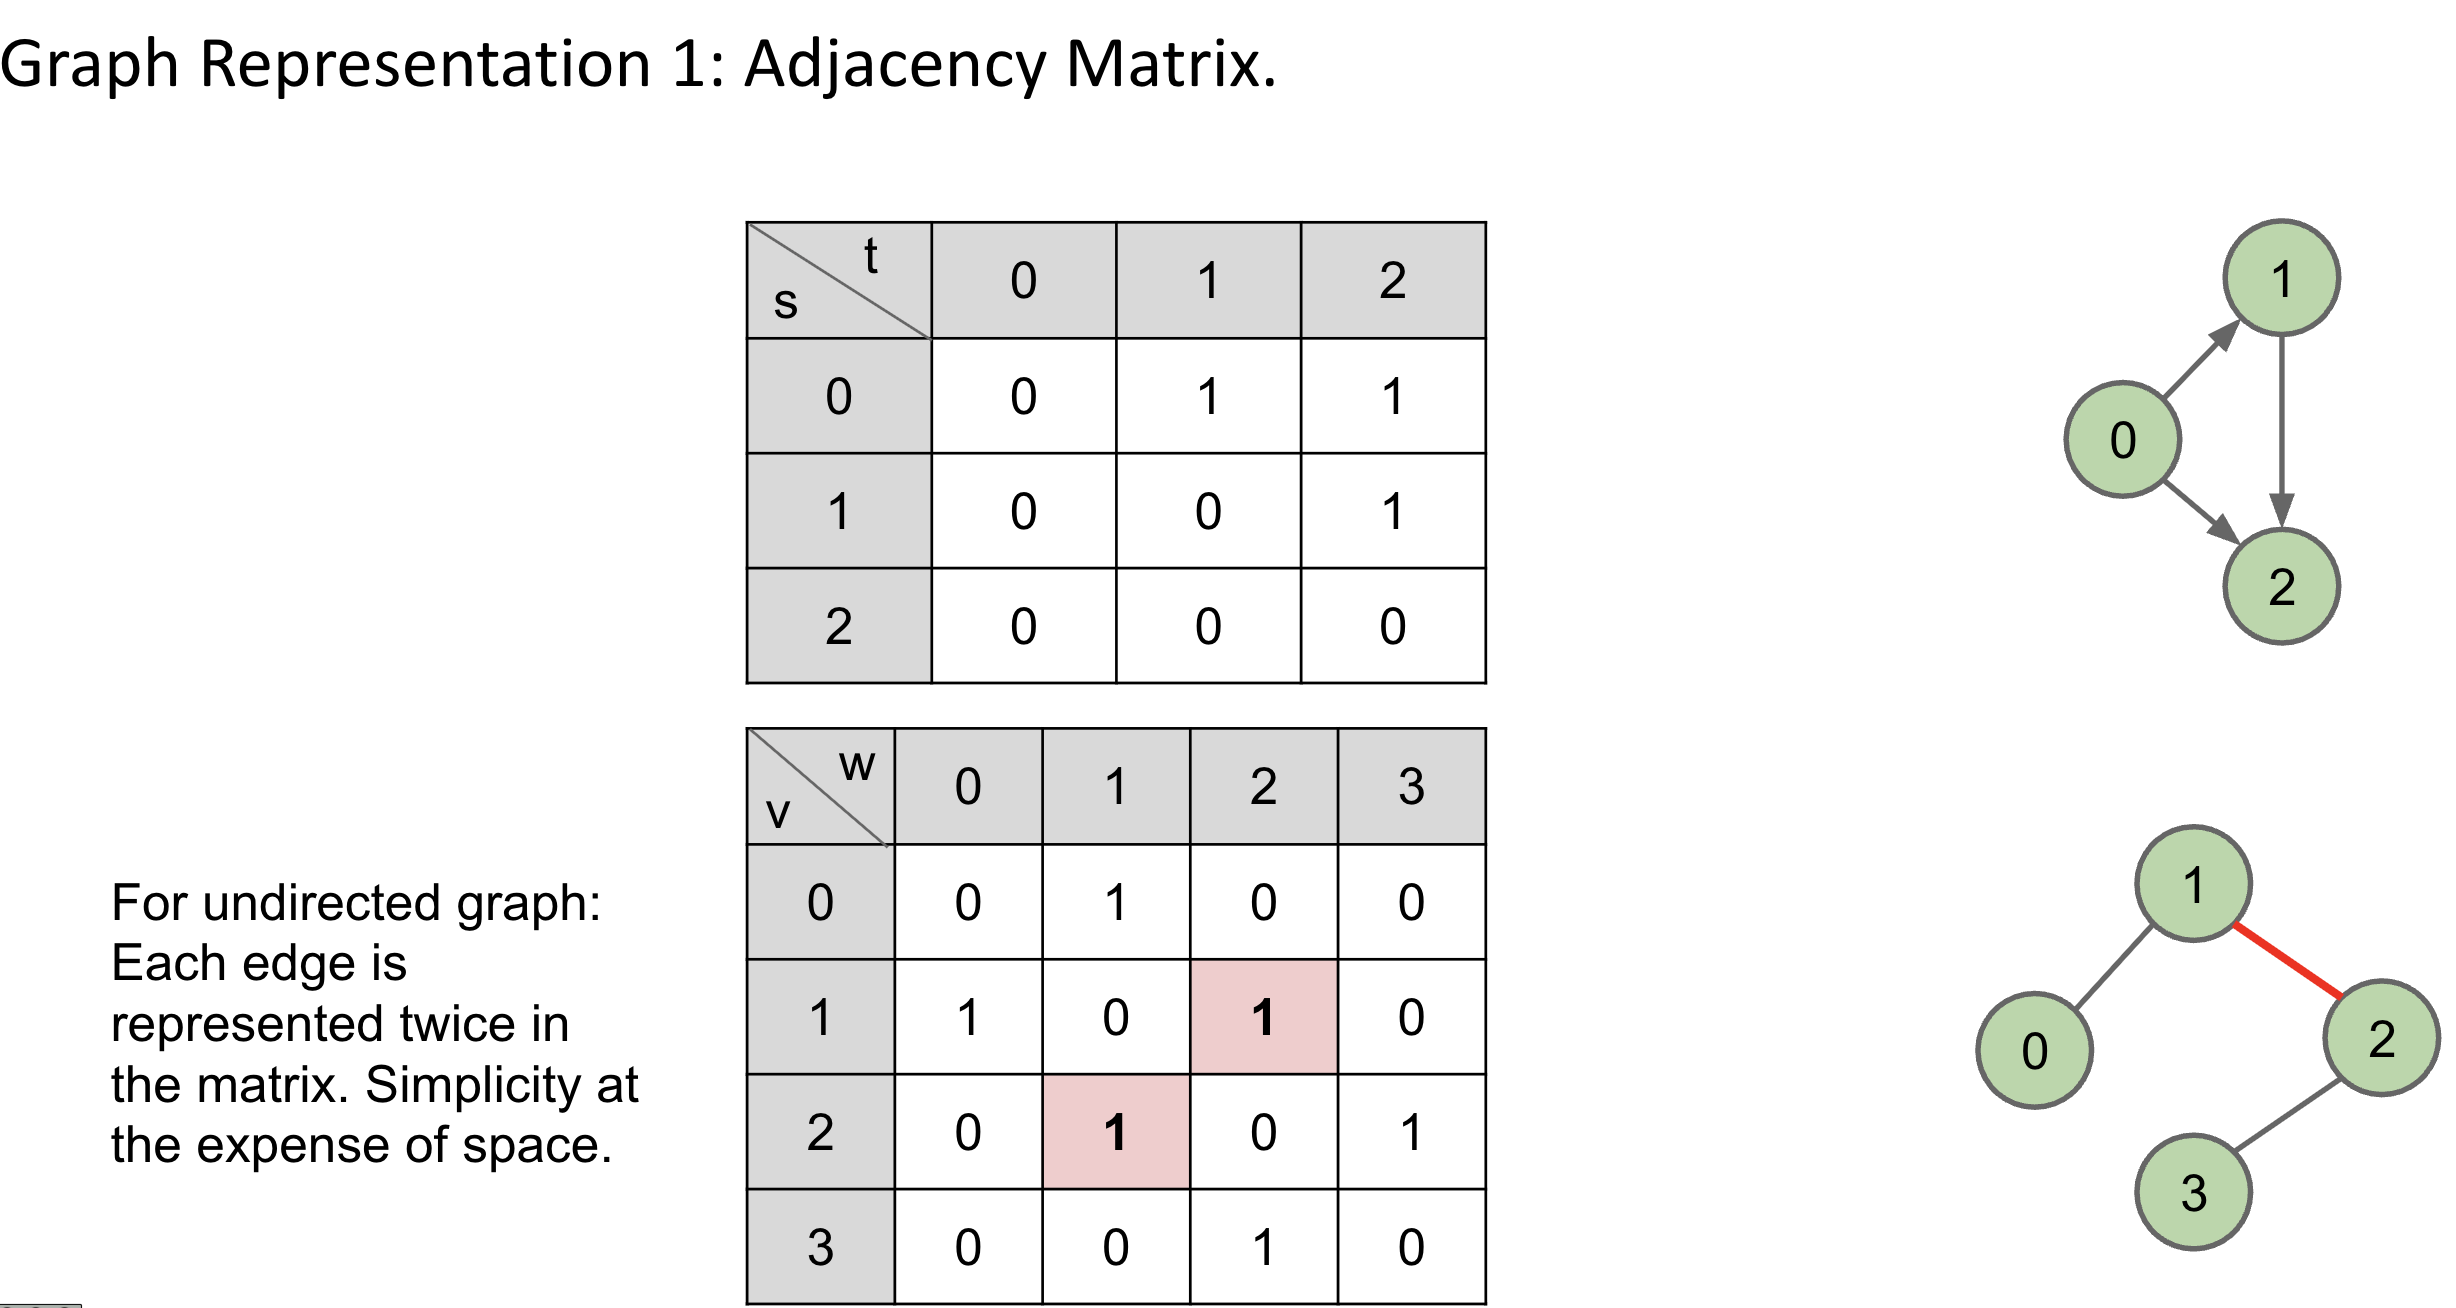 Graph Representation 1: Adjacency Matrix.
t
s
0 1 2
0 0 1 1
1 0 0 1
2 0 0 0
1
0
2
w
v
0 1 2 3
0 0 1 0 0
1 1 0 1 0
2 0 1 0 1
3 0 0 1 0
For undirected graph:
Each edge is
represented twice in
the matrix. Simplicity at
the expense of space.
1
0
2
3